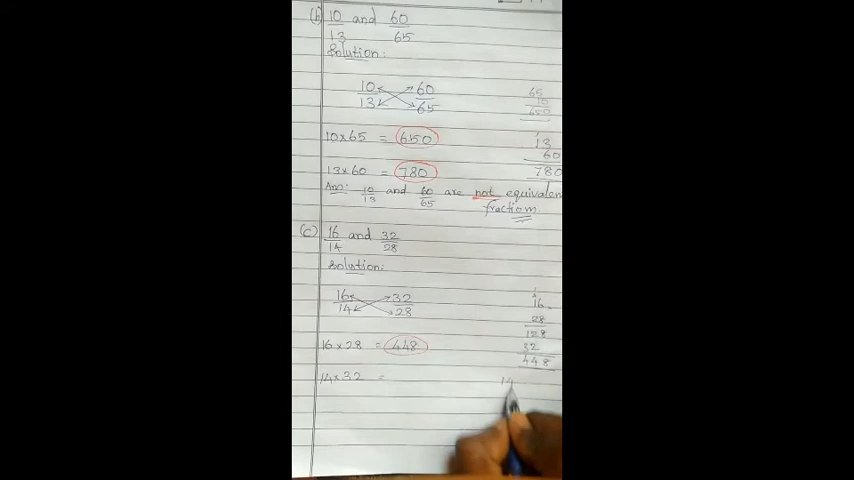 (b) 10/13 and 60/65
Solution:
10/13 60/65
65
10
650
10×65 = 650
13
60
780
13×60 = 780
Ans: 10/13 and 60/65 are not equivalen
fraction
(c) 16/14 and 32/28
Solution:
16/14 32/28
16
28
128
32
448
16×28 = 448
14×32 =
14